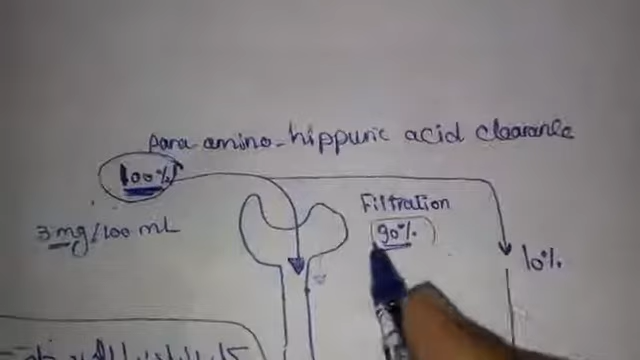 para-amino-hippuric acid clearance
100%
Filtration
3 mg/100 mL
90%
10%